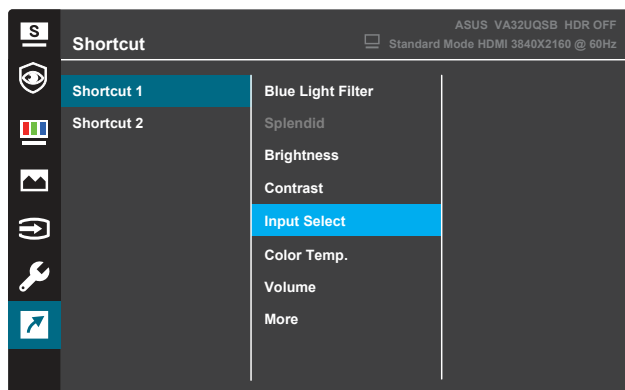 S
ASUS VA32UQSB HDR OFF
Shortcut
Standard Mode HDMI 3840X2160 @ 60Hz
Shortcut 1
Shortcut 2
Blue Light Filter
Splendid
Brightness
Contrast
Input Select
Color Temp.
Volume
More